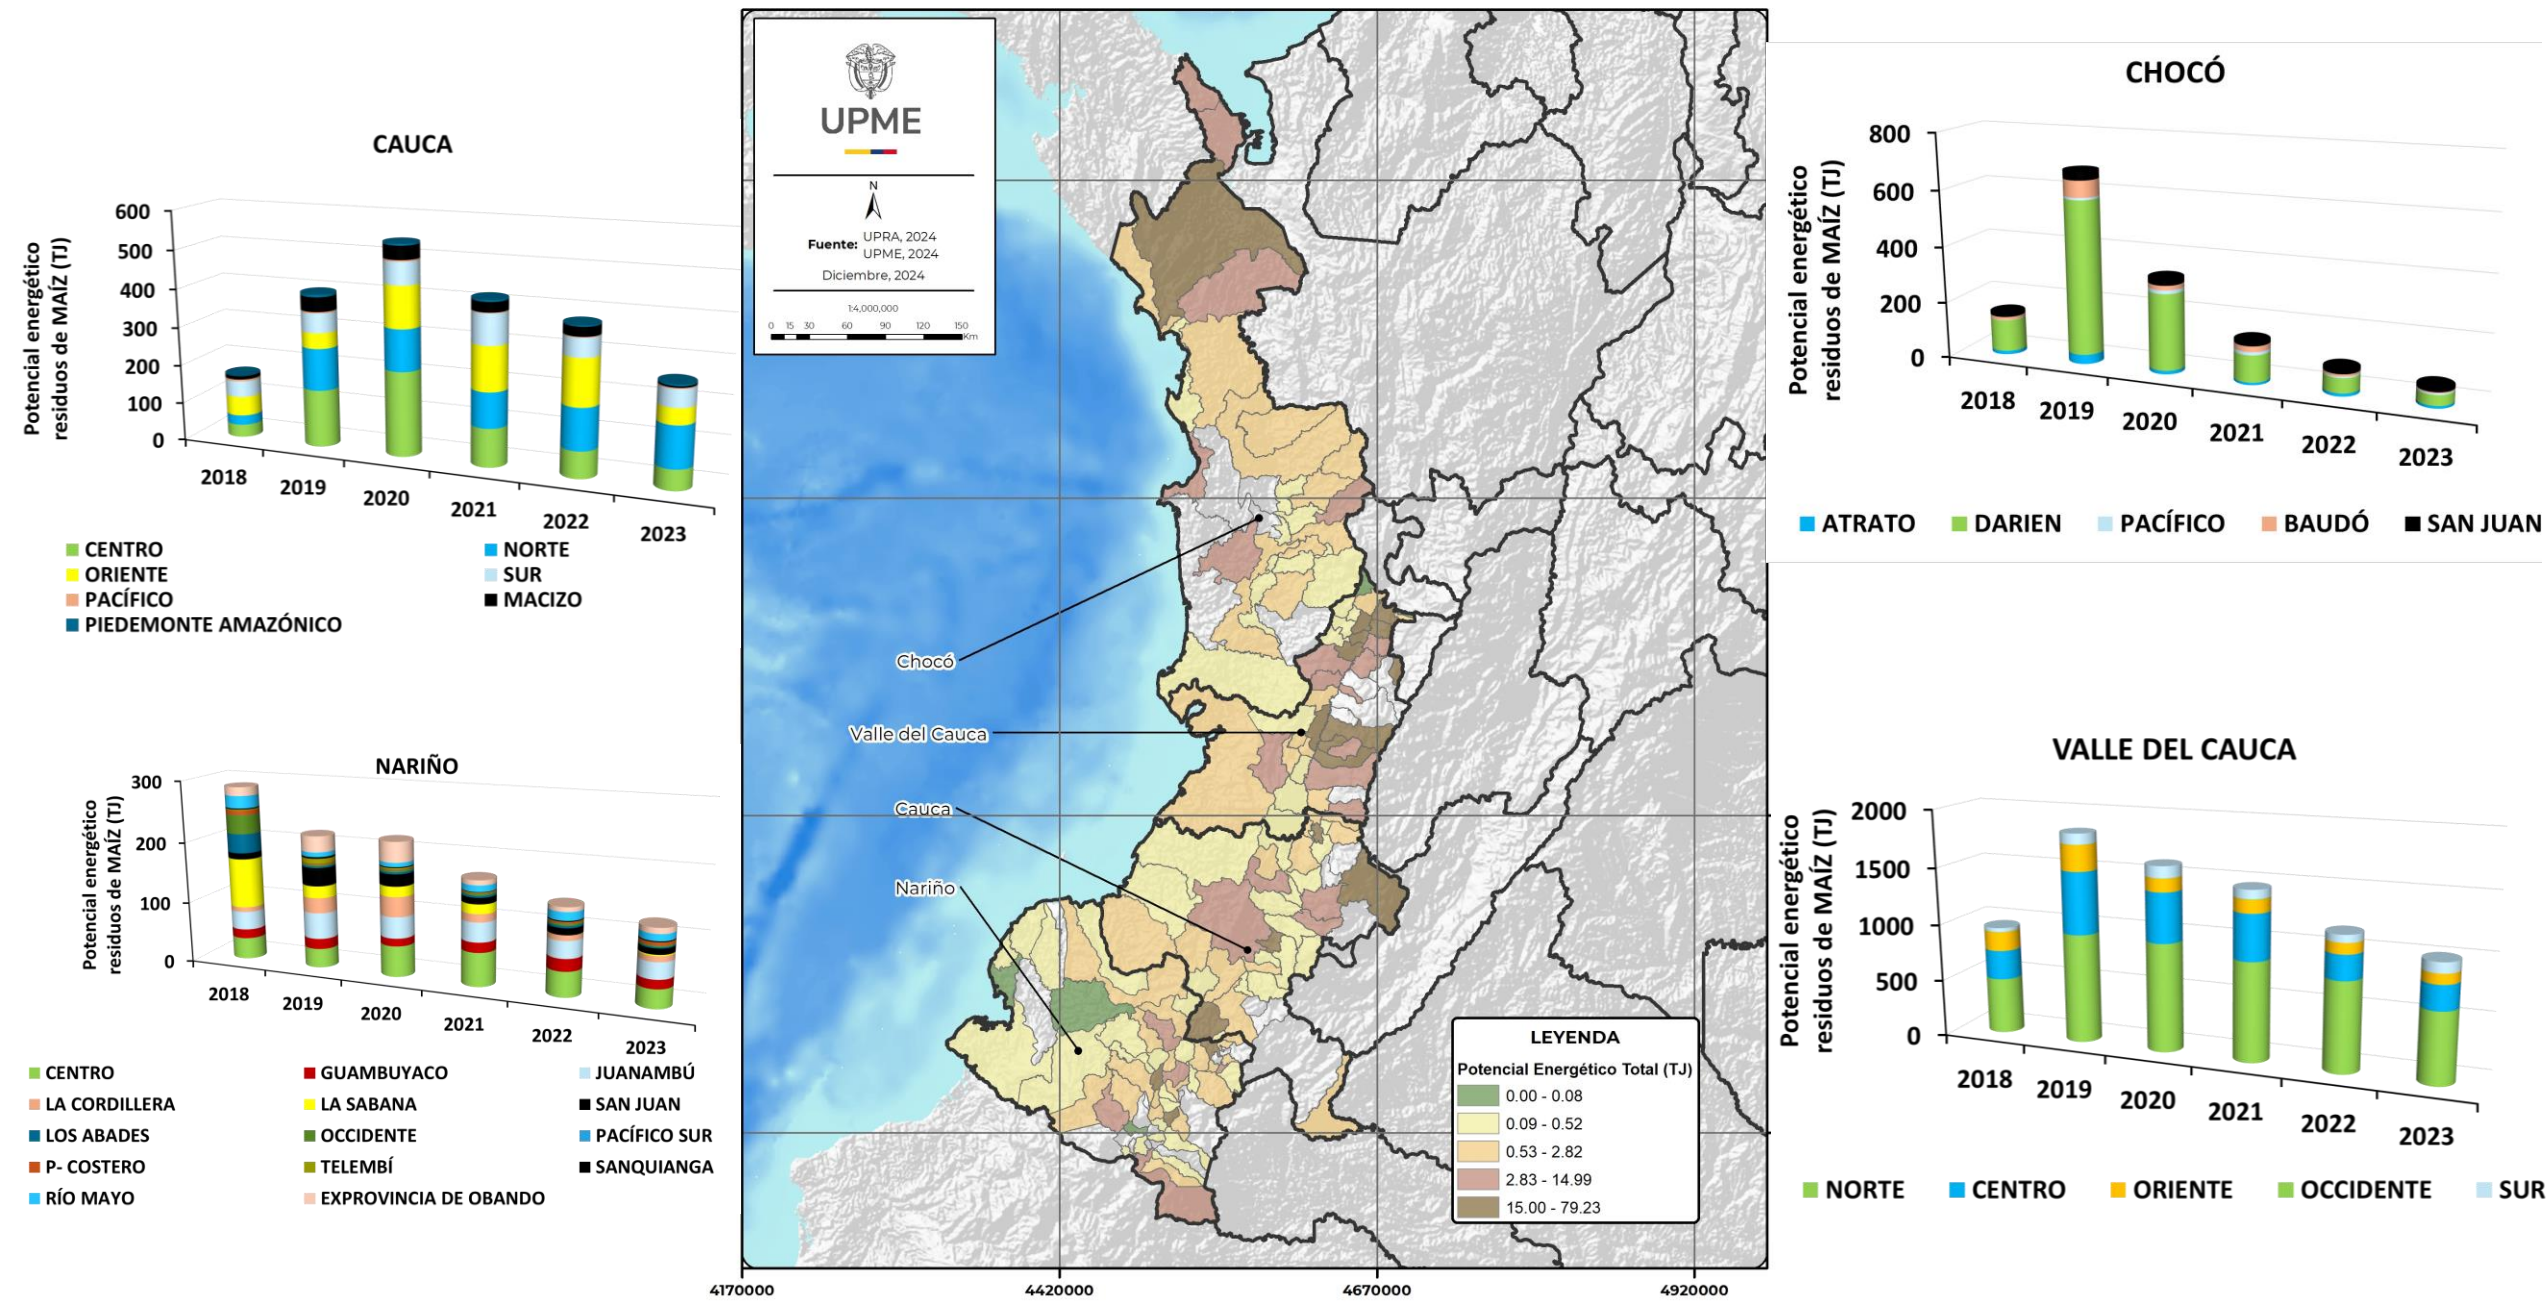 CAUCA
Potencial energético
residuos de MAÍZ (TJ)
600
500
400
300
200
100
0
2018
2019
2020
2021
2022
2023
CENTRO
NORTE
ORIENTE
SUR
PACÍFICO
MACIZO
PIEDEMONTE AMAZÓNICO
NARIÑO
Potencial energético
residuos de MAÍZ (TJ)
300
200
100
0
2018
2019
2020
2021
2022
2023
CENTRO
GUAMBUYACO
JUANAMBÚ
LA CORDILLERA
LA SABANA
SAN JUAN
LOS ABADES
OCCIDENTE
PACÍFICO SUR
P- COSTERO
TELEMBÍ
SANQUIANGA
RÍO MAYO
EXPROVINCIA DE OBANDO
UPME
N
Fuente: UPRA, 2024
UPME, 2024
Diciembre, 2024
1:4,000,000
0 15 30 60 90 120 150
Km
Chocó
Valle del Cauca
Cauca
Nariño
LEYENDA
Potencial Energético Total (TJ)
0.00 - 0.08
0.09 - 0.52
0.53 - 2.82
2.83 - 14.99
15.00 - 79.23
4170000
4420000
4670000
4920000
CHOCÓ
Potencial energético
residuos de MAÍZ (TJ)
800
600
400
200
0
2018
2019
2020
2021
2022
2023
ATRATO
DARIEN
PACÍFICO
BAUDÓ
SAN JUAN
VALLE DEL CAUCA
Potencial energético
residuos de MAÍZ (TJ)
2000
1500
1000
500
0
2018
2019
2020
2021
2022
2023
NORTE
CENTRO
ORIENTE
OCCIDENTE
SUR